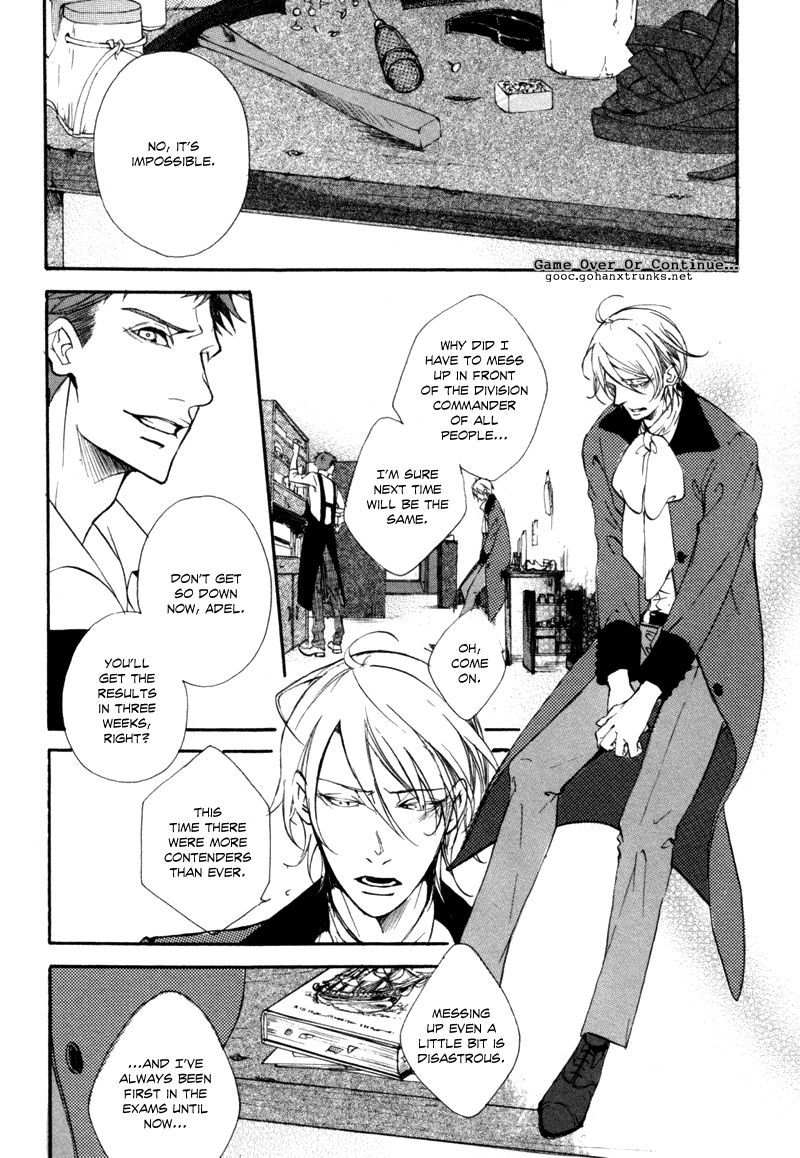 NO, IT'S
IMPOSSIBLE.
Game Over Or Continue...
gooc.gohanxtrunks.net
WHY DID I
HAVE TO MESS
UP IN FRONT
OF THE DIVISION
COMMANDER
OF ALL
PEOPLE...
I'M SURE
NEXT TIME
WILL BE THE
SAME.
OH,
COME
ON.
DON'T GET
SO DOWN
NOW, ADEL.
YOU'LL
GET THE
RESULTS
IN THREE
WEEKS,
RIGHT?
THIS
TIME THERE
WERE MORE
CONTENDERS
THAN EVER.
MESSING
UP EVEN A
LITTLE BIT IS
DISASTROUS.
...AND I'VE
ALWAYS BEEN
FIRST IN THE
EXAMS UNTIL
NOW...